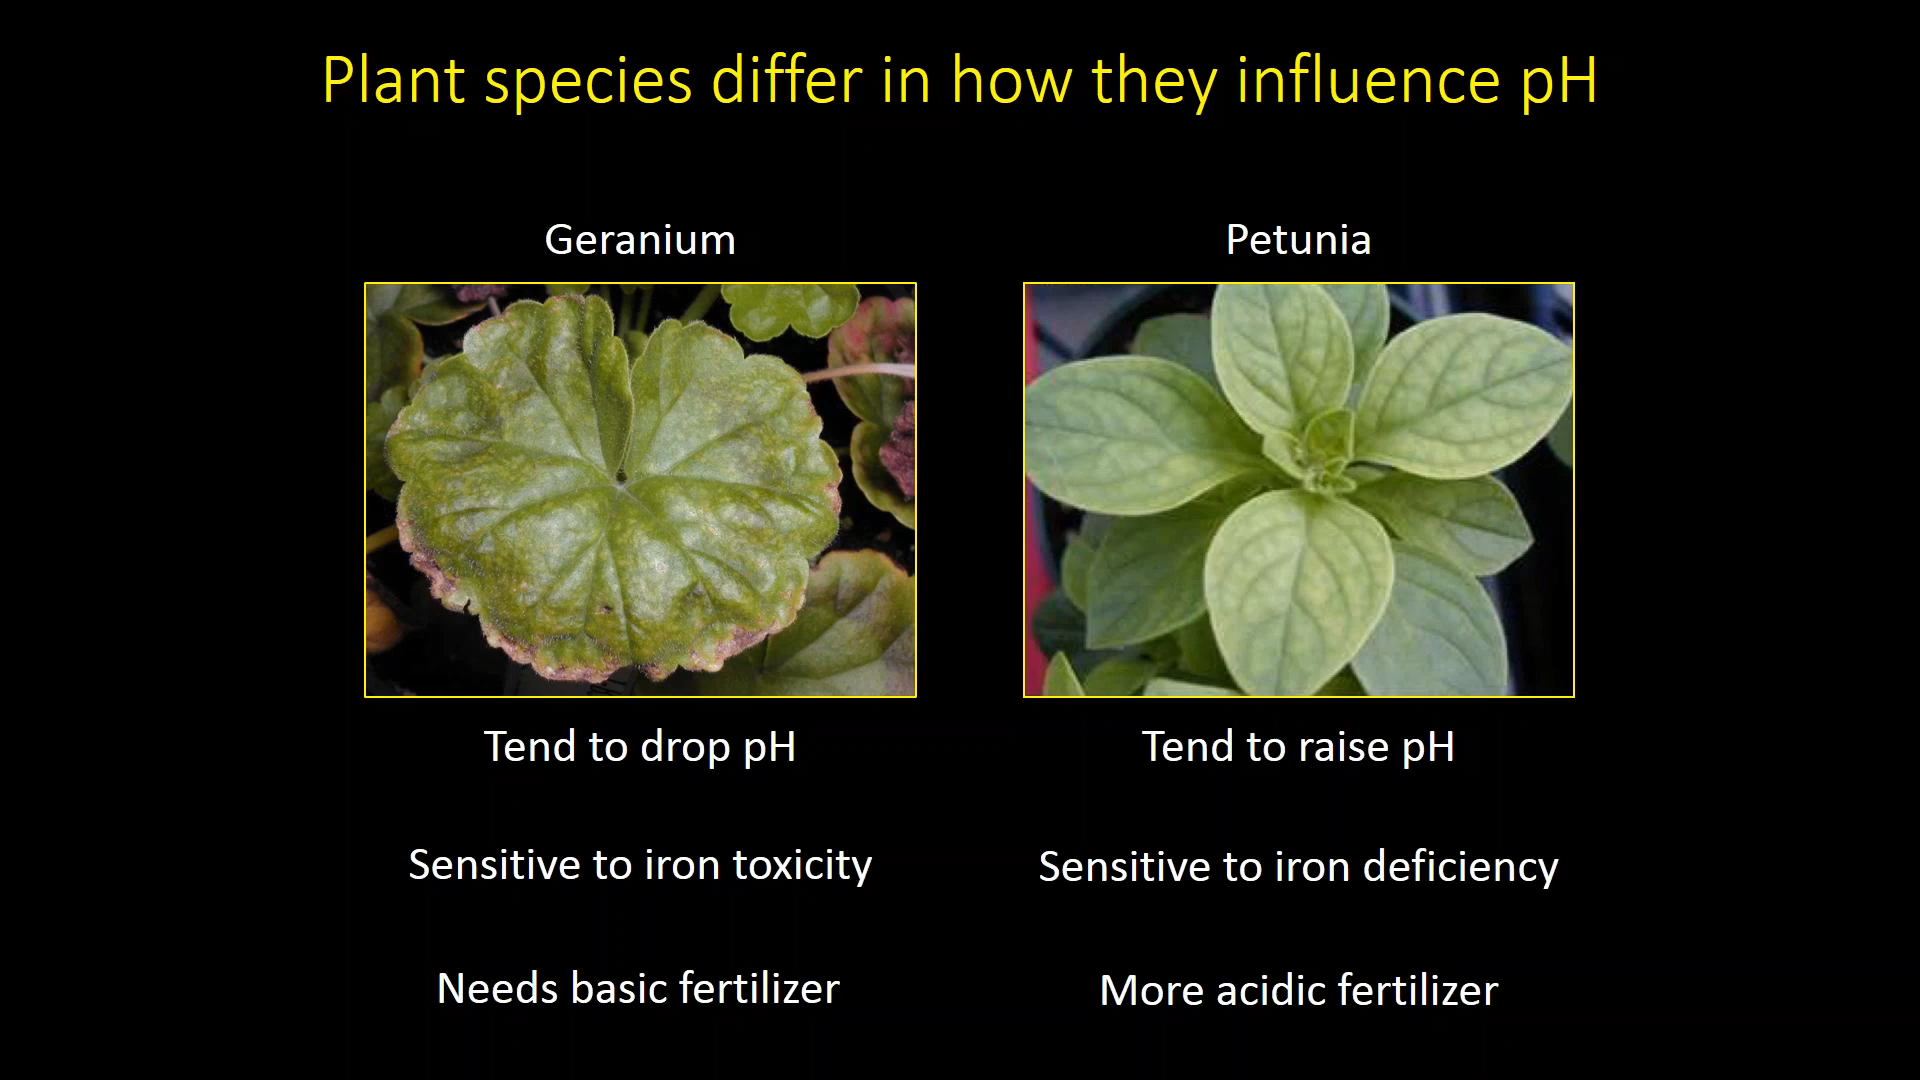 Plant species differ in how they influence pH
Geranium
Petunia
Tend to drop pH
Tend to raise pH
Sensitive to iron toxicity
Sensitive to iron deficiency
Needs basic fertilizer
More acidic fertilizer